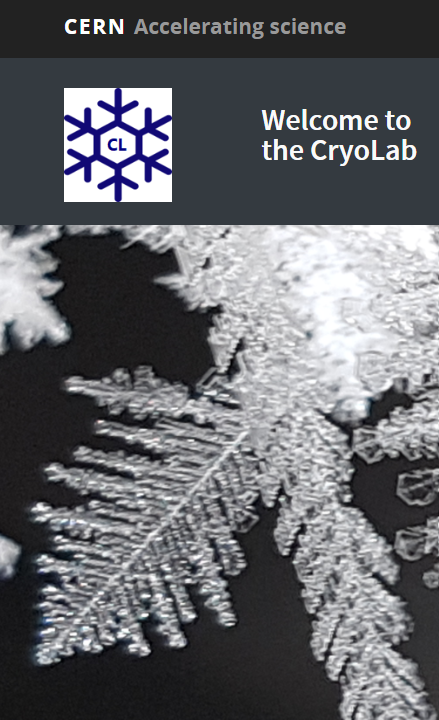 CERN Accelerating science
CL
Welcome to
the CryoLab